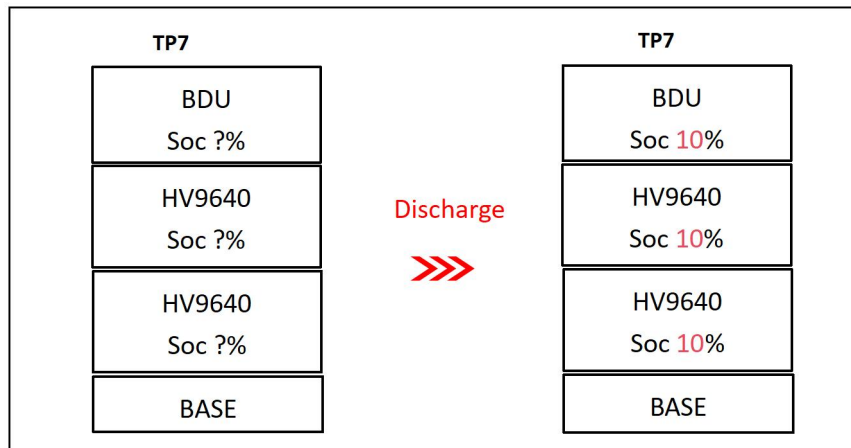 TP7
BDU
Soc ?%
HV9640
Soc ?%
HV9640
Soc ?%
BASE
Discharge
TP7
BDU
Soc 10%
HV9640
Soc 10%
HV9640
Soc 10%
BASE